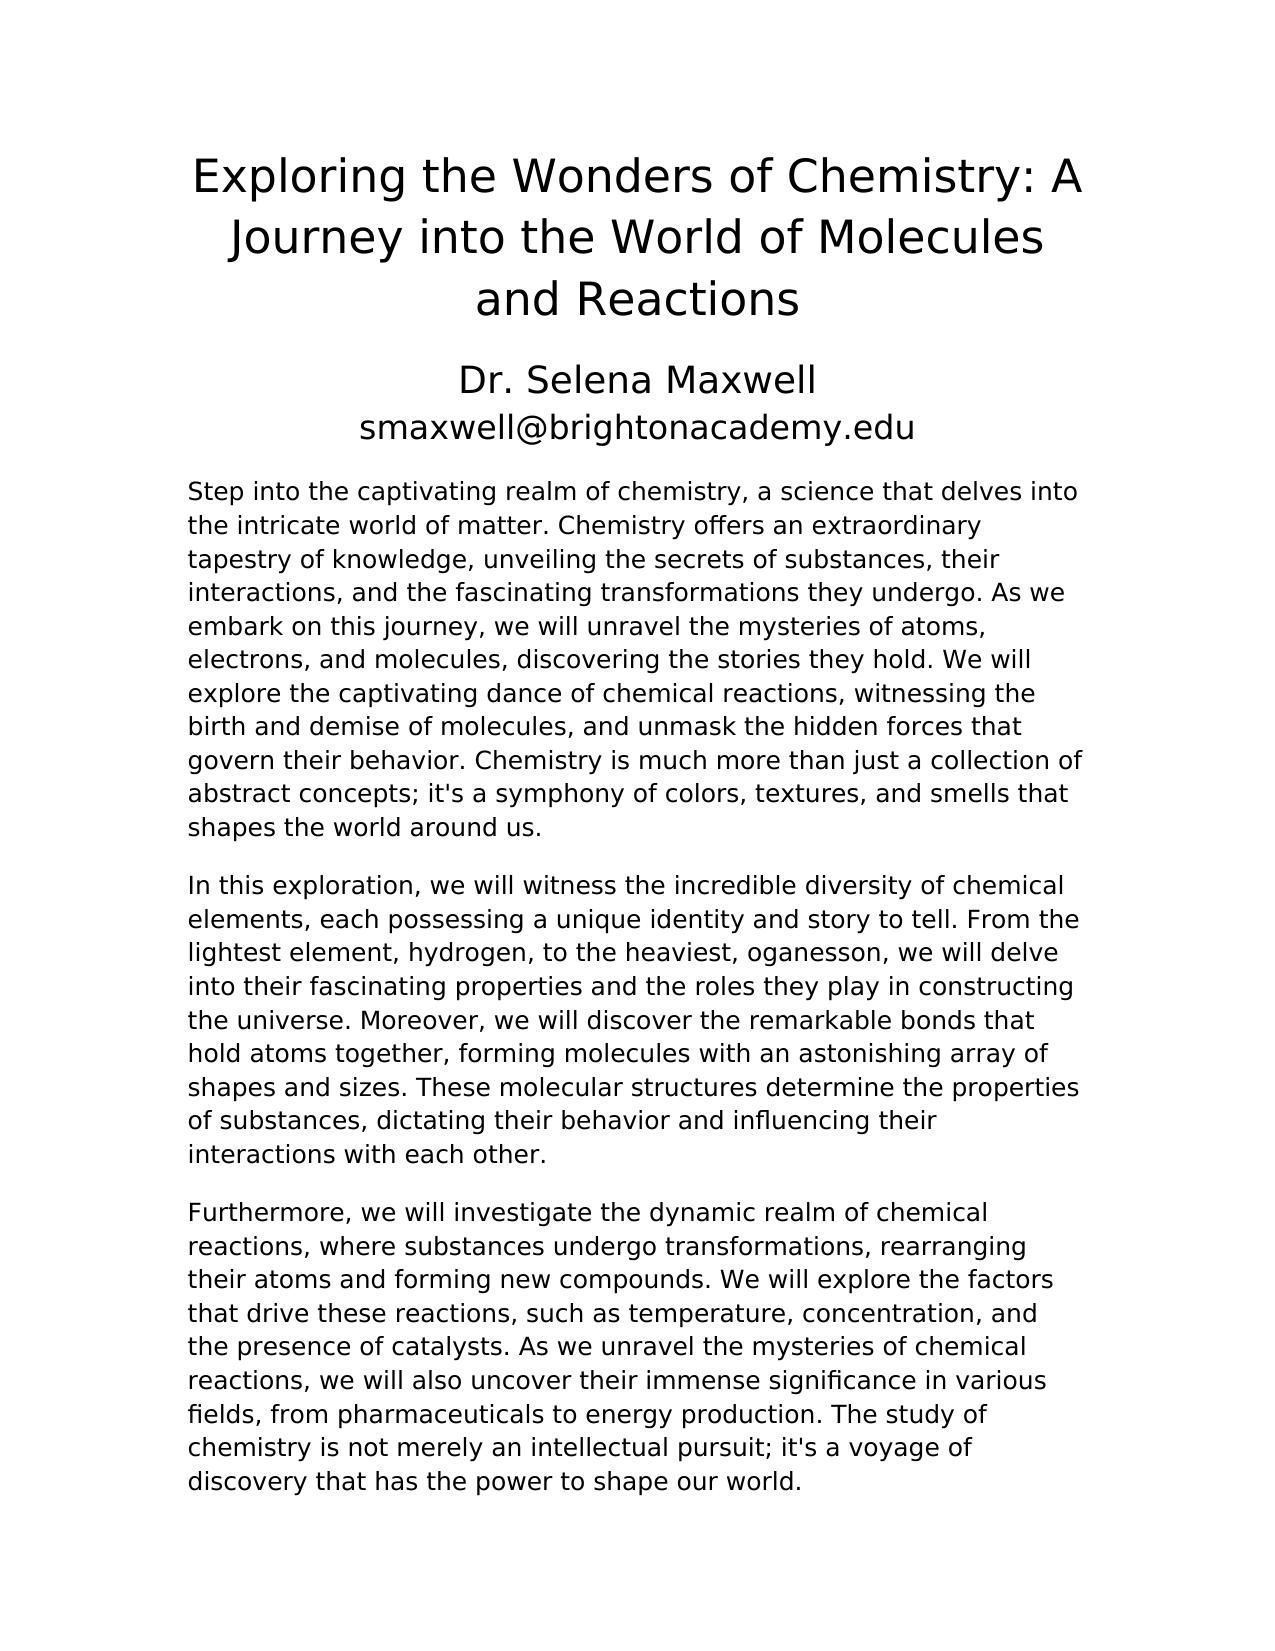 Exploring the Wonders of Chemistry: A
Journey into the World of Molecules
and Reactions
Dr. Selena Maxwell
smaxwell@brightonacademy.edu
Step into the captivating realm of chemistry, a science that delves into
the intricate world of matter. Chemistry offers an extraordinary
tapestry of knowledge, unveiling the secrets of substances, their
interactions, and the fascinating transformations they undergo. As we
embark on this journey, we will unravel the mysteries of atoms,
electrons, and molecules, discovering the stories they hold. We will
explore the captivating dance of chemical reactions, witnessing the
birth and demise of molecules, and unmask the hidden forces that
govern their behavior. Chemistry is much more than just a collection of
abstract concepts; it's a symphony of colors, textures, and smells that
shapes the world around us.
In this exploration, we will witness the incredible diversity of chemical
elements, each possessing a unique identity and story to tell. From the
lightest element, hydrogen, to the heaviest, oganesson, we will delve
into their fascinating properties and the roles they play in constructing
the universe. Moreover, we will discover the remarkable bonds that
hold atoms together, forming molecules with an astonishing array of
shapes and sizes. These molecular structures determine the properties
of substances, dictating their behavior and influencing their
interactions with each other.
Furthermore, we will investigate the dynamic realm of chemical
reactions, where substances undergo transformations, rearranging
their atoms and forming new compounds. We will explore the factors
that drive these reactions, such as temperature, concentration, and
the presence of catalysts. As we unravel the mysteries of chemical
reactions, we will also uncover their immense significance in various
fields, from pharmaceuticals to energy production. The study of
chemistry is not merely an intellectual pursuit; it's a voyage of
discovery that has the power to shape our world.